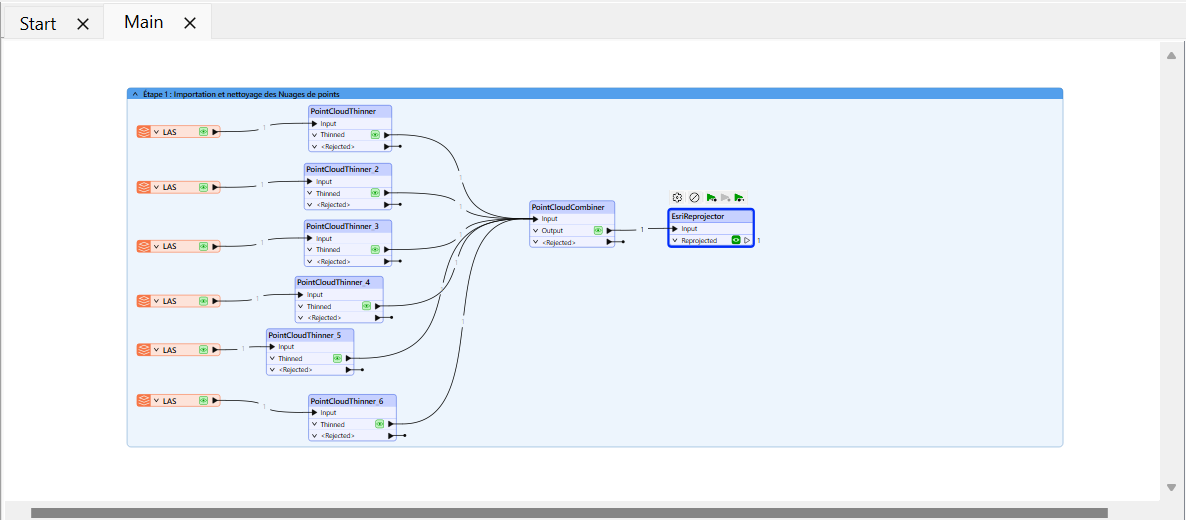 Start
Main
Étape 1 : Importation et nettoyage des Nuages de points
LAS
1
PointCloudThinner
Input
Thinned
<Rejected>
1
LAS
1
PointCloudThinner_2
Input
Thinned
<Rejected>
1
LAS
1
PointCloudThinner_3
Input
Thinned
<Rejected>
1
LAS
1
PointCloudThinner_4
Input
Thinned
<Rejected>
1
LAS
1
PointCloudThinner_5
Input
Thinned
<Rejected>
LAS
1
PointCloudThinner_6
Input
Thinned
<Rejected>
1
PointCloudCombiner
Input
Output
<Rejected>
1
EsriReprojector
Input
Reprojected
1